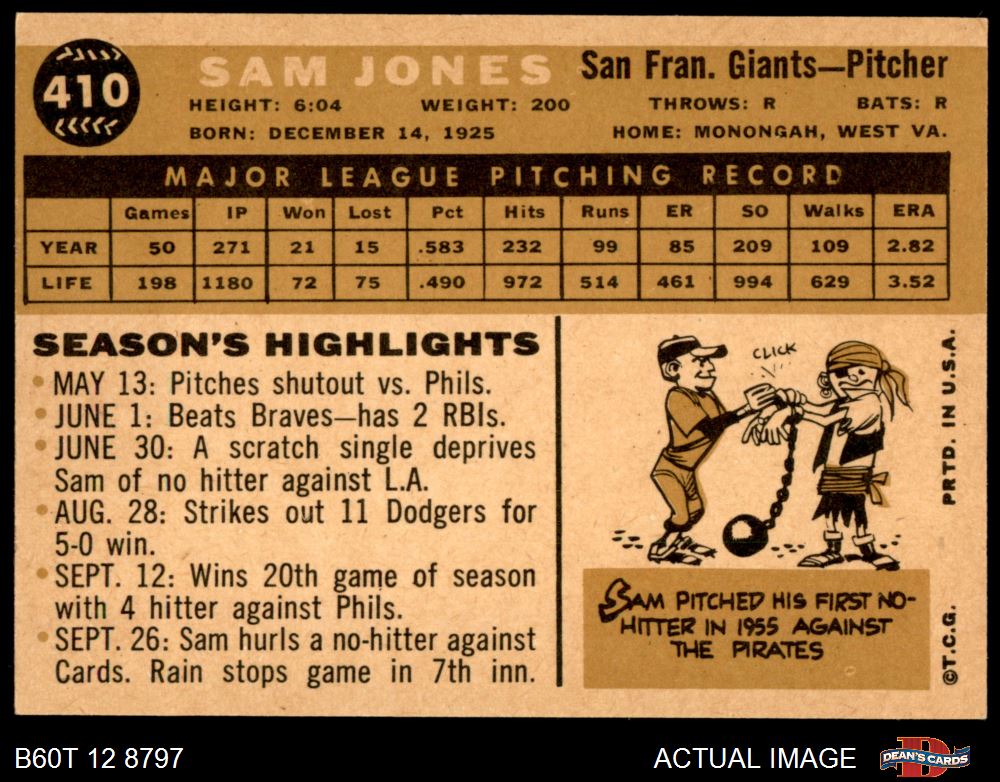 410
SAM JONES
San Fran. Giants—Pitcher
HEIGHT: 6:04 WEIGHT: 200 THROWS: R BATS: R
BORN: DECEMBER 14, 1925 HOME: MONONGAH, WEST VA.
MAJOR LEAGUE PITCHING RECORD
Games IP Won Lost Pct Hits Runs ER SO Walks ERA
YEAR 50 271 21 15 .583 232 99 85 209 109 2.82
LIFE 198 1180 72 75 .490 972 514 461 994 629 3.52
SEASON'S HIGHLIGHTS
• MAY 13: Pitches shutout vs. Phils.
• JUNE 1: Beats Braves—has 2 RBIs.
• JUNE 30: A scratch single deprives
Sam of no hitter against L.A.
• AUG. 28: Strikes out 11 Dodgers for
5-0 win.
• SEPT. 12: Wins 20th game of season
with 4 hitter against Phils.
• SEPT. 26: Sam hurls a no-hitter against
Cards. Rain stops game in 7th inn.
CLICK
SAM PITCHED HIS FIRST NO-
HITTER IN 1955 AGAINST
THE PIRATES
©T.C.G. PRTD. IN U.S.A.
B60T 12 8797
ACTUAL IMAGE
DEAN'S CARDS